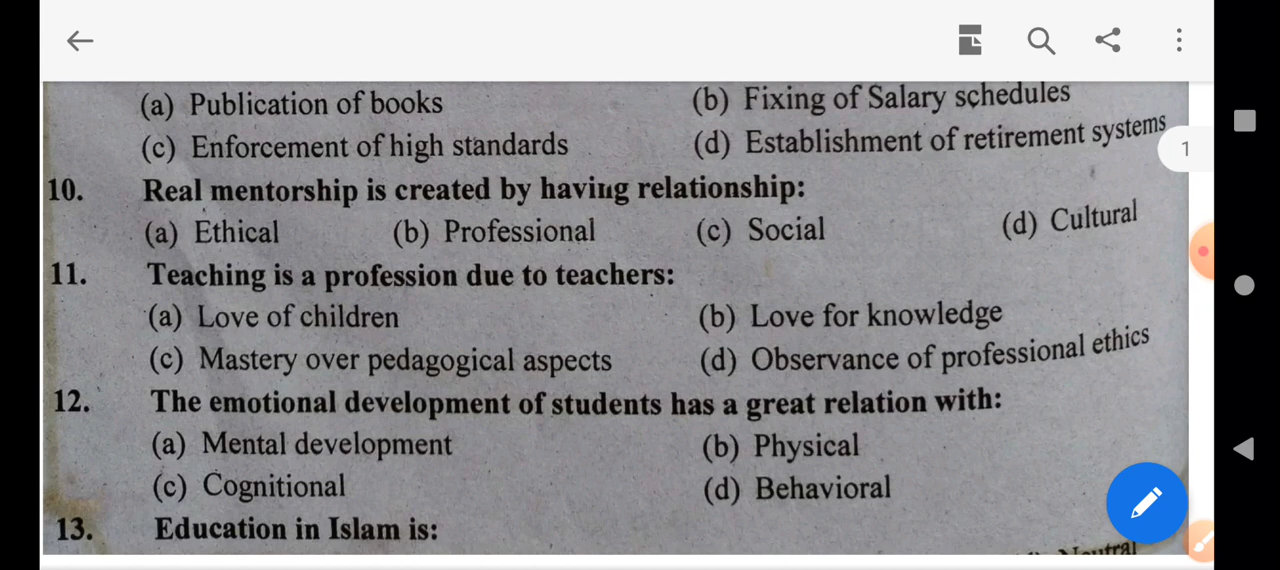 (a) Publication of books (b) Fixing of Salary schedules
(c) Enforcement of high standards (d) Establishment of retirement systems
1
10. Real mentorship is created by having relationship:
(a) Ethical (b) Professional (c) Social (d) Cultural
11. Teaching is a profession due to teachers:
(a) Love of children (b) Love for knowledge
(c) Mastery over pedagogical aspects (d) Observance of professional ethics
12. The emotional development of students has a great relation with:
(a) Mental development (b) Physical
(c) Cognitional (d) Behavioral
13. Education in Islam is:
Neutral